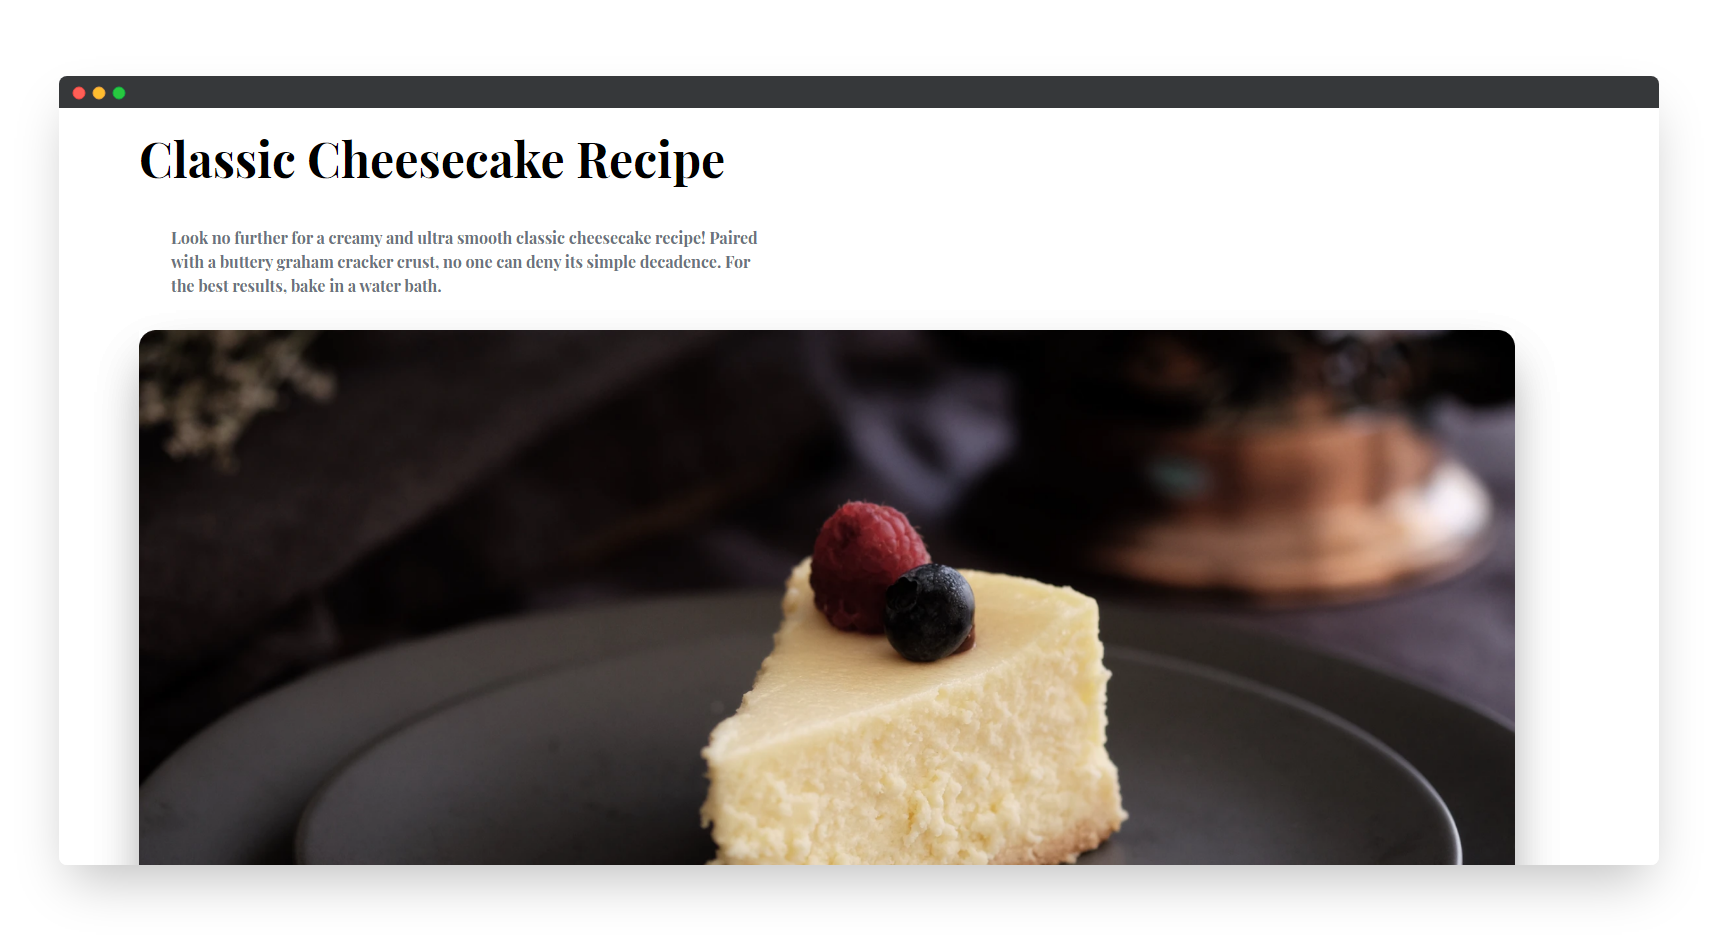 Classic Cheesecake Recipe
Look no further for a creamy and ultra smooth classic cheesecake recipe! Paired
with a buttery graham cracker crust, no one can deny its simple decadence. For
the best results, bake in a water bath.